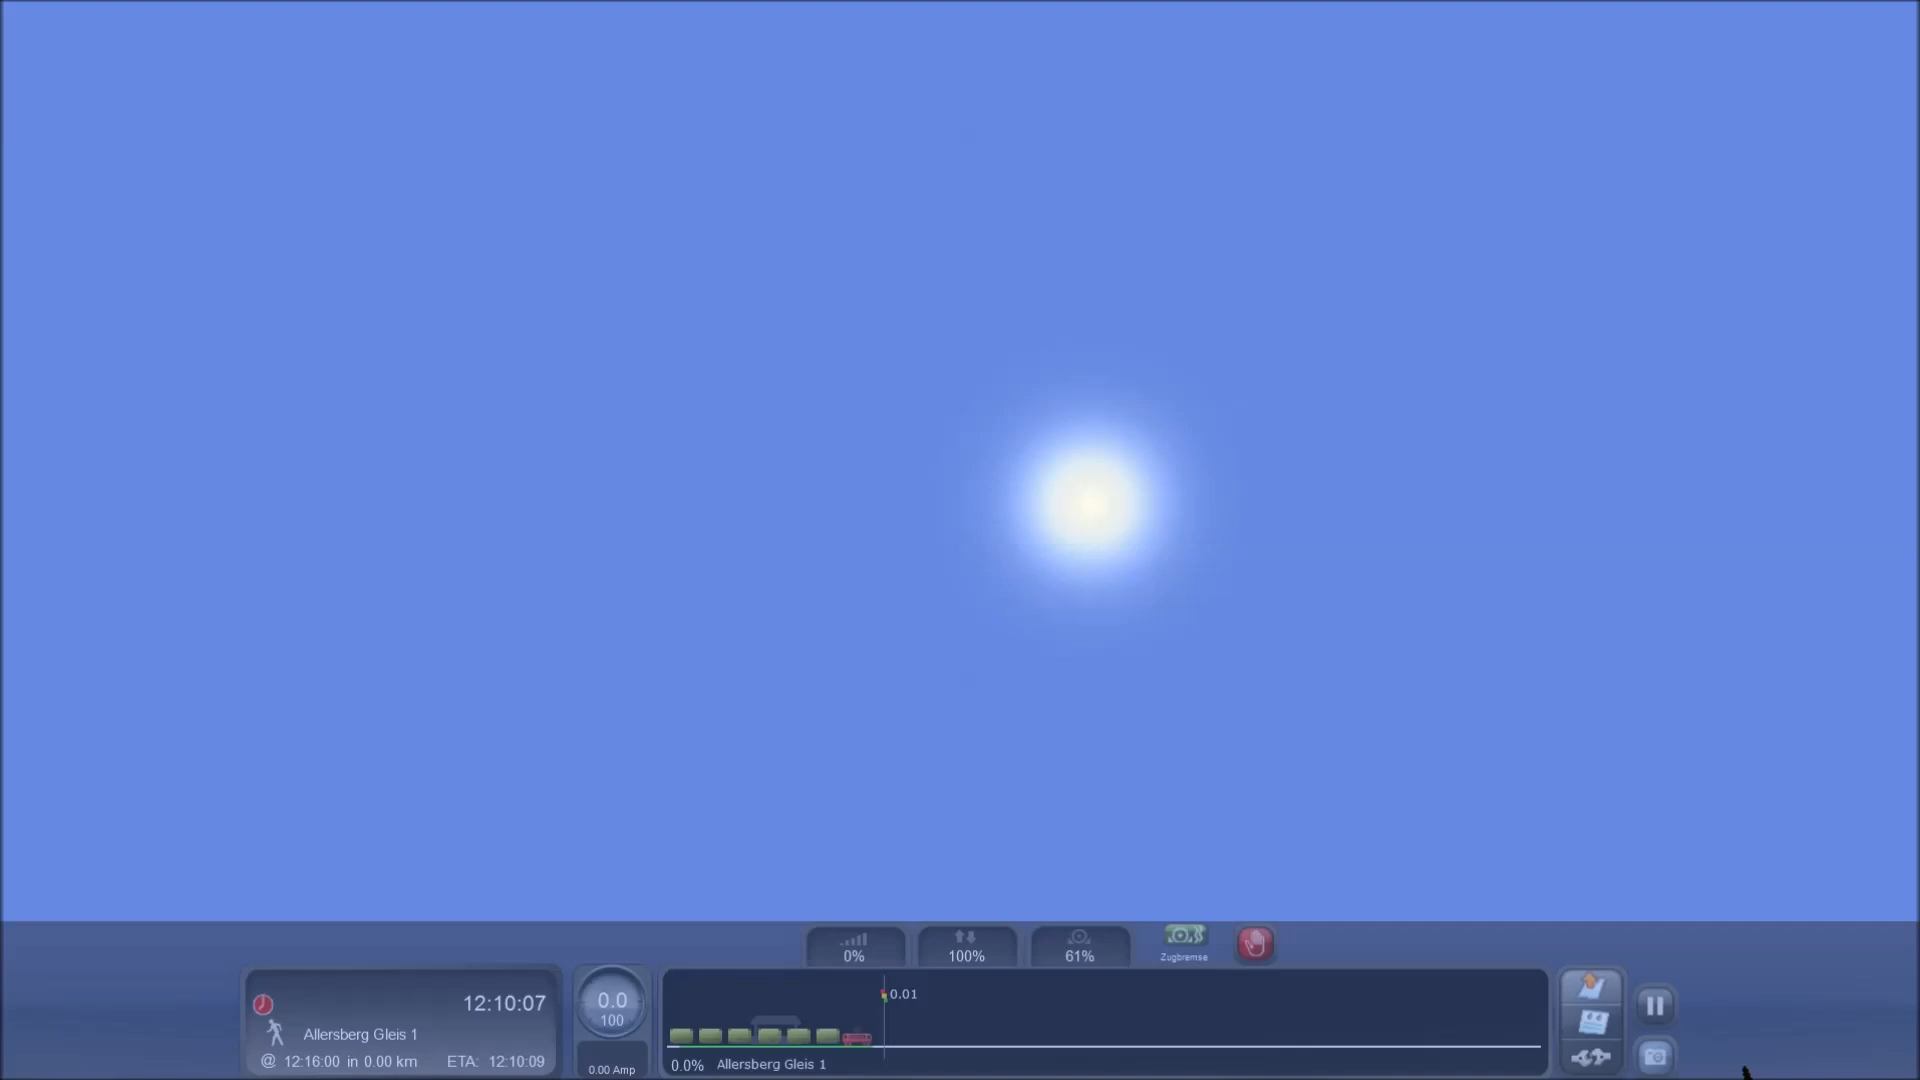 0%
100%
61%
Zugbremse
12:10:07
Allersberg Gleis 1
@ 12:16:00 in 0.00 km ETA: 12:10:09
0.0
100
0.00 Amp
0.01
0.0% Allersberg Gleis 1